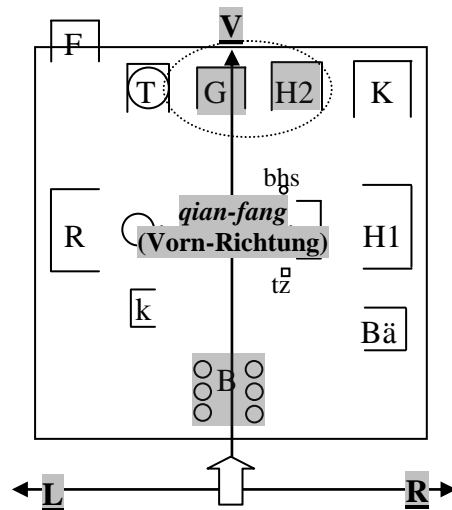 V
F
T G H2 K
bhs
qian-fang
(Vorn-Richtung)
R H1
tz
k
Bä
B
L R